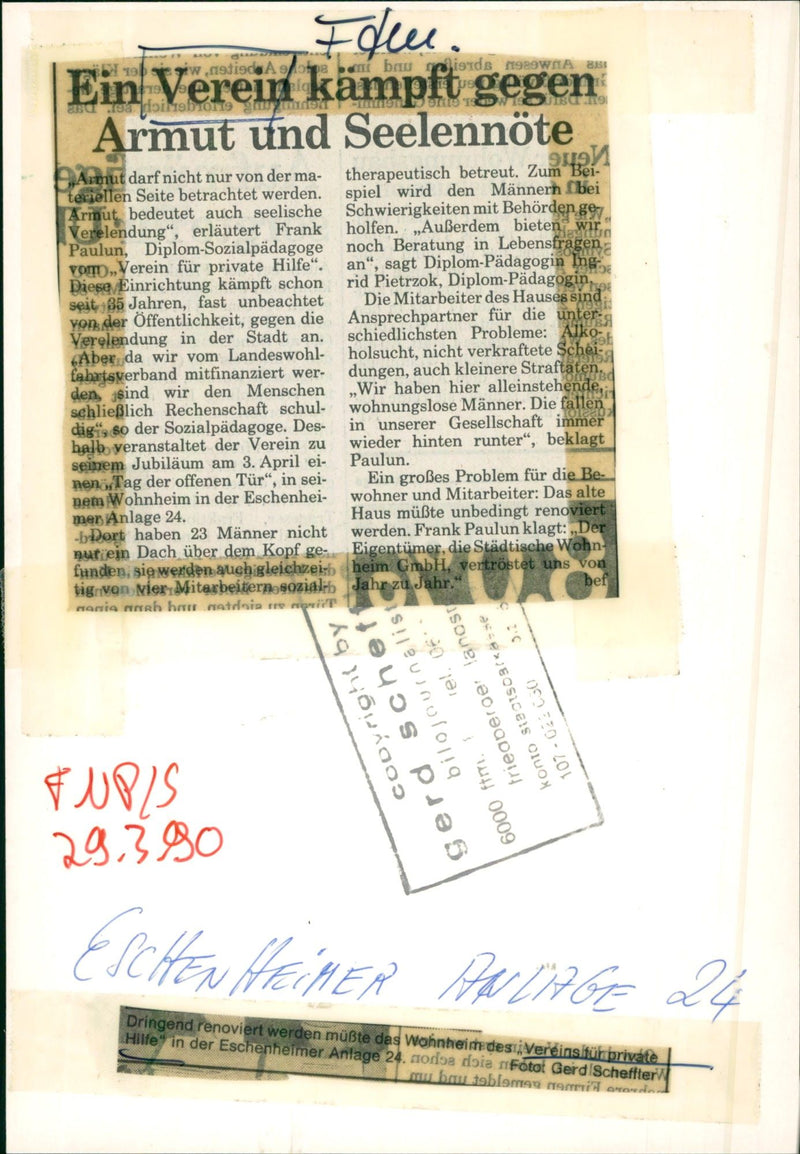 Ffm.
Ein Verein kämpft gegen
Armut und Seelennöte
„Armut darf nicht nur von der ma-
teriellen Seite betrachtet werden.
Armut bedeutet auch seelische
Verelendung“, erläutert Frank
Paulun, Diplom-Sozialpädagoge
vom „Verein für private Hilfe“.
Diese Einrichtung kämpft schon
seit 35 Jahren, fast unbeachtet
von der Öffentlichkeit, gegen die
Verelendung in der Stadt an.
„Aber da wir vom Landeswohl-
fahrtsverband mitfinanziert wer-
den, sind wir den Menschen
schließlich Rechenschaft schul-
dig“, so der Sozialpädagoge. Des-
halb veranstaltet der Verein zu
seinem Jubiläum am 3. April ei-
nen „Tag der offenen Tür“, in sei-
nem Wohnheim in der Eschenhei-
mer Anlage 24.
Dort haben 23 Männer nicht
nur ein Dach über dem Kopf ge-
funden, sie werden auch gleichzei-
tig von vier Mitarbeitern sozial-
therapeutisch betreut. Zum Bei-
spiel wird den Männern bei
Schwierigkeiten mit Behörden ge-
holfen. „Außerdem bieten wir
noch Beratung in Lebensfragen
an“, sagt Diplom-Pädagogin Ing-
rid Pietrzok, Diplom-Pädagogin.
Die Mitarbeiter des Hauses sind
Ansprechpartner für die unter-
schiedlichsten Probleme: Alko-
holsucht, nicht verkraftete Schei-
dungen, auch kleinere Straftaten.
„Wir haben hier alleinstehende,
wohnungslose Männer. Die fallen
in unserer Gesellschaft immer
wieder hinten runter“, beklagt
Paulun.
Ein großes Problem für die Be-
wohner und Mitarbeiter: Das alte
Haus müßte unbedingt renoviert
werden. Frank Paulun klagt: „Der
Eigentümer, die Städtische Wohn-
heim GmbH, vertröstet uns von
Jahr zu Jahr.“ bef
copyright by
gerd scheff
bildjournalist
6000 ffm. 1
friedberger landstr
konto stadtsparkasse
FNP/S
29.3.90
ESCHENHEIMER ANLAGE 24
Dringend renoviert werden müßte das Wohnheim des „Vereins für private
Hilfe“ in der Eschenheimer Anlage 24. Foto: Gerd Scheffler